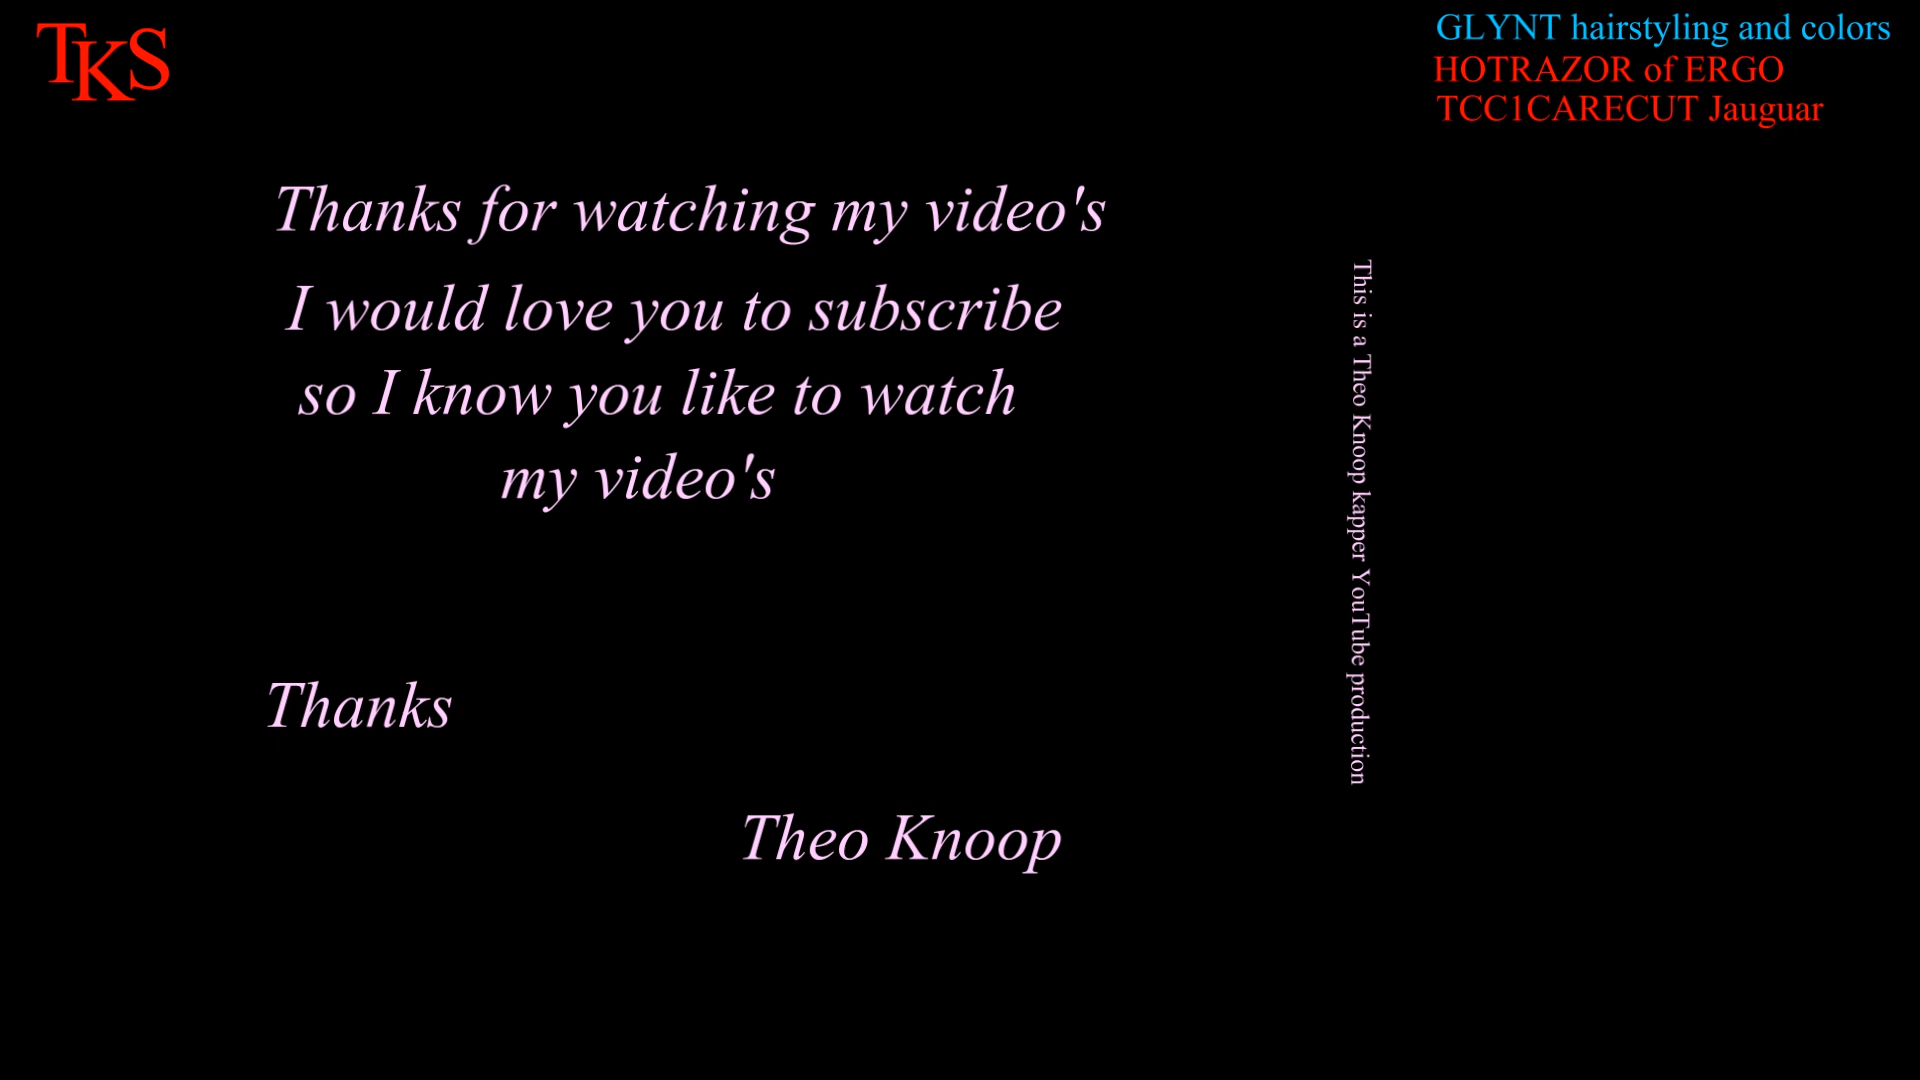 TKS
GLYNT hairstyling and colors
HOTRAZOR of ERGO
TCC1CARECUT Jauguar
Thanks for watching my video's
I would love you to subscribe
so I know you like to watch
my video's
This is a Theo Knoop kapper YouTube production
Thanks
Theo Knoop